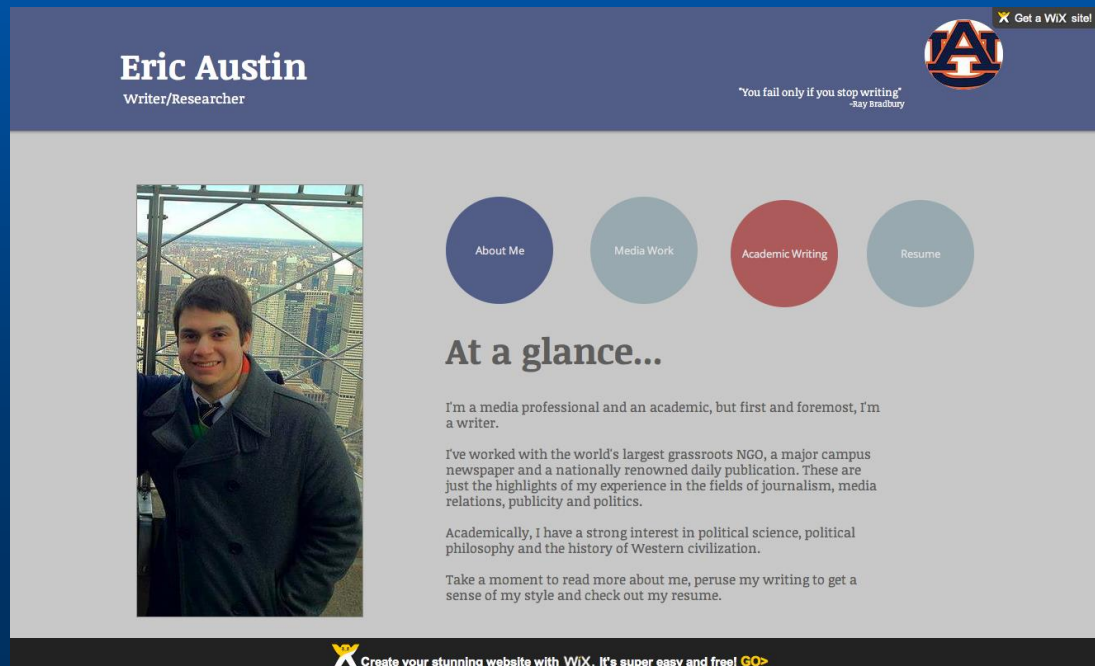 Get a WiX site!
Eric Austin
Writer/Researcher
"You fail only if you stop writing"
-Ray Bradbury
AU
About Me
Media Work
Academic Writing
Resume
At a glance...
I'm a media professional and an academic, but first and foremost, I'm
a writer.
I've worked with the world's largest grassroots NGO, a major campus
newspaper and a nationally renowned daily publication. These are
just the highlights of my experience in the fields of journalism, media
relations, publicity and politics.
Academically, I have a strong interest in political science, political
philosophy and the history of Western civilization.
Take a moment to read more about me, peruse my writing to get a
sense of my style and check out my resume.
Create your stunning website with WiX. It's super easy and free! GO>